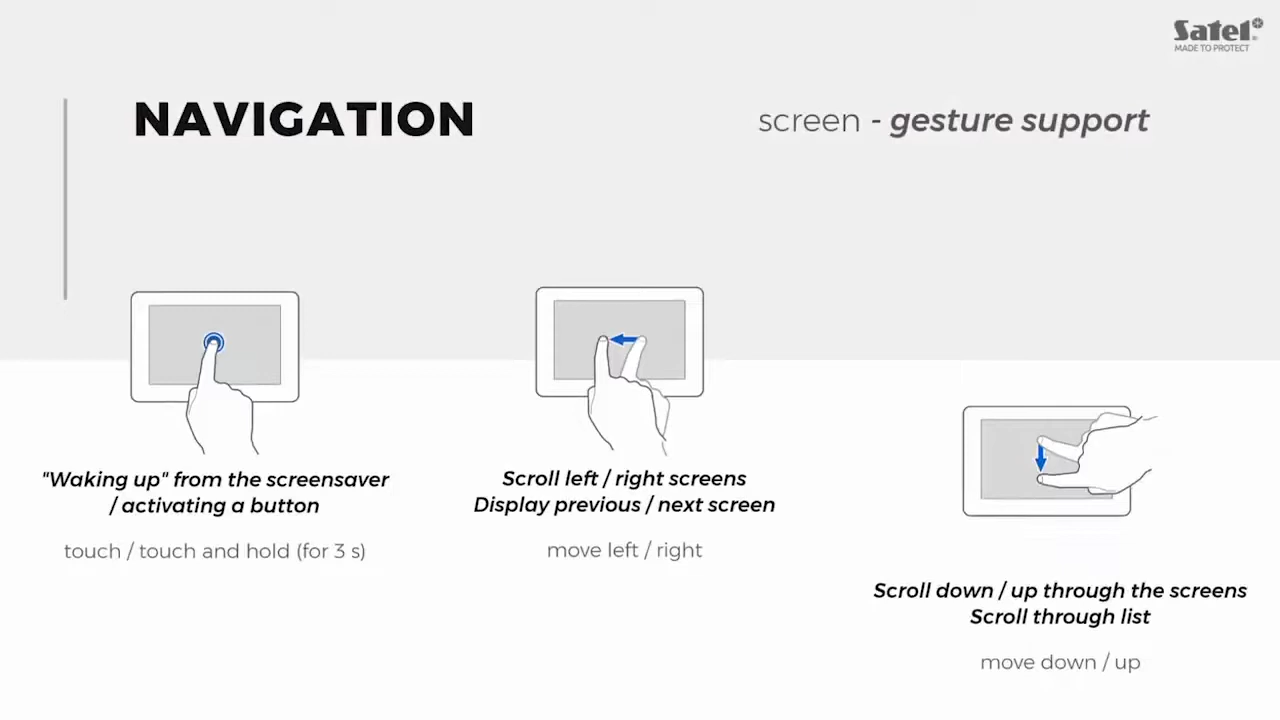 Satel
MADE TO PROTECT
NAVIGATION
screen - gesture support
"Waking up" from the screensaver
/ activating a button
touch / touch and hold (for 3 s)
Scroll left / right screens
Display previous / next screen
move left / right
Scroll down / up through the screens
Scroll through list
move down / up